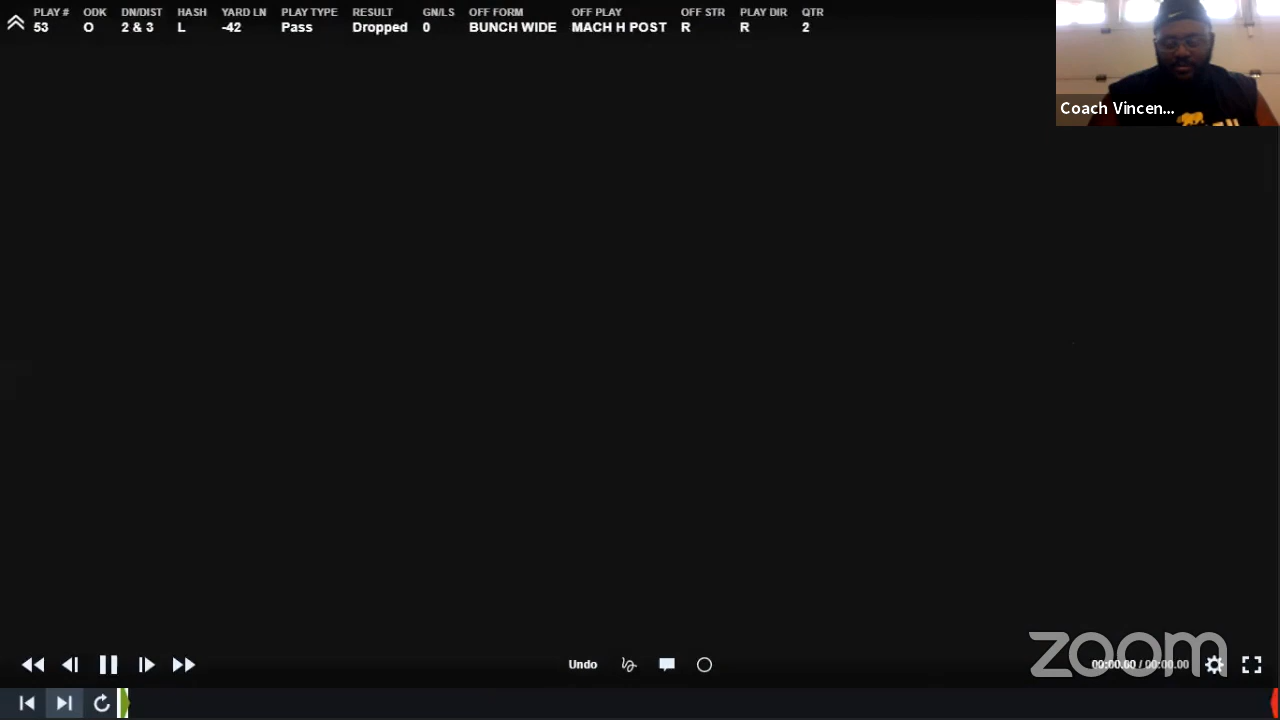 PLAY # ODK DN/DIST HASH YARD LN PLAY TYPE RESULT GN/LS OFF FORM OFF PLAY OFF STR PLAY DIR QTR
53 O 2 & 3 L -42 Pass Dropped 0 BUNCH WIDE MACH H POST R R 2
Coach Vincen...
Undo
zoom
00:00.00 / 00:00.00